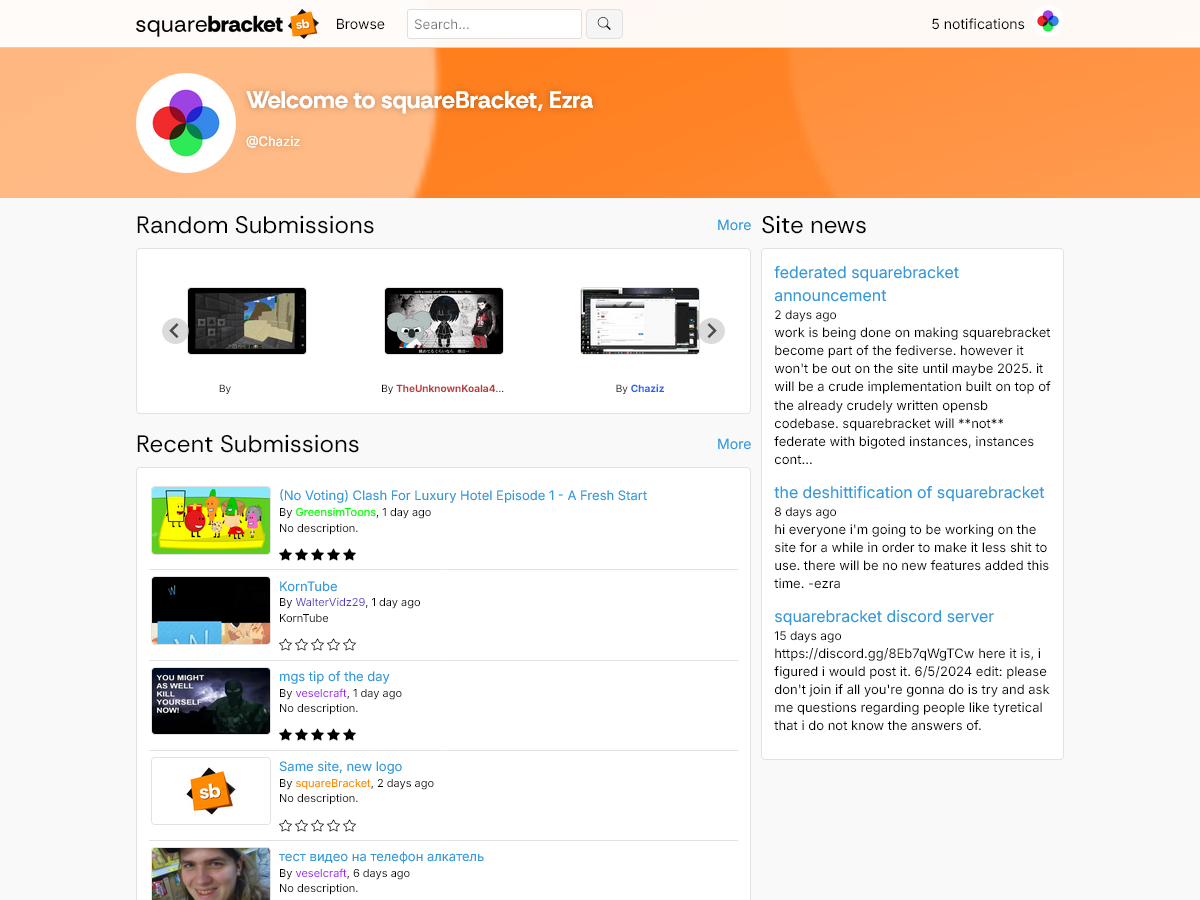 squarebracket sb Browse Search... 5 notifications
Welcome to squareBracket, Ezra
@Chaziz
Random Submissions More
By
By TheUnknownKoala4...
By Chaziz
Recent Submissions More
(No Voting) Clash For Luxury Hotel Episode 1 - A Fresh Start
By GreensimToons, 1 day ago
No description.
KornTube
By WalterVidz29, 1 day ago
KornTube
YOU MIGHT
AS WELL
KILL
YOURSELF
NOW!
mgs tip of the day
By veselcraft, 1 day ago
No description.
sb
Same site, new logo
By squareBracket, 2 days ago
No description.
тест видео на телефон алкатель
By veselcraft, 6 days ago
No description.
Site news
federated squarebracket
announcement
2 days ago
work is being done on making squarebracket
become part of the fediverse. however it
won't be out on the site until maybe 2025. it
will be a crude implementation built on top of
the already crudely written opensb
codebase. squarebracket will **not**
federate with bigoted instances, instances
cont...
the deshittification of squarebracket
8 days ago
hi everyone i'm going to be working on the
site for a while in order to make it less shit to
use. there will be no new features added this
time. -ezra
squarebracket discord server
15 days ago
https://discord.gg/8Eb7qWgTCw here it is, i
figured i would post it. 6/5/2024 edit: please
don't join if all you're gonna do is try and ask
me questions regarding people like tyretical
that i do not know the answers of.